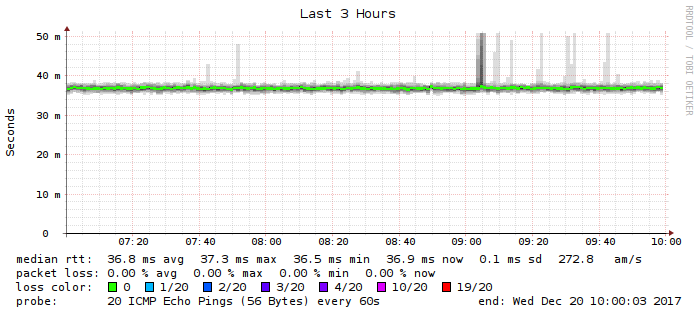 Last 3 Hours
RRDTOOL / TOBI OETIKER
Seconds
50 m
40 m
30 m
20 m
10 m
0
07:20 07:40 08:00 08:20 08:40 09:00 09:20 09:40 10:00
median rtt: 36.8 ms avg 37.3 ms max 36.5 ms min 36.9 ms now 0.1 ms sd 272.8 am/s
packet loss: 0.00 % avg 0.00 % max 0.00 % min 0.00 % now
loss color: 0 1/20 2/20 3/20 4/20 10/20 19/20
probe: 20 ICMP Echo Pings (56 Bytes) every 60s end: Wed Dec 20 10:00:03 2017